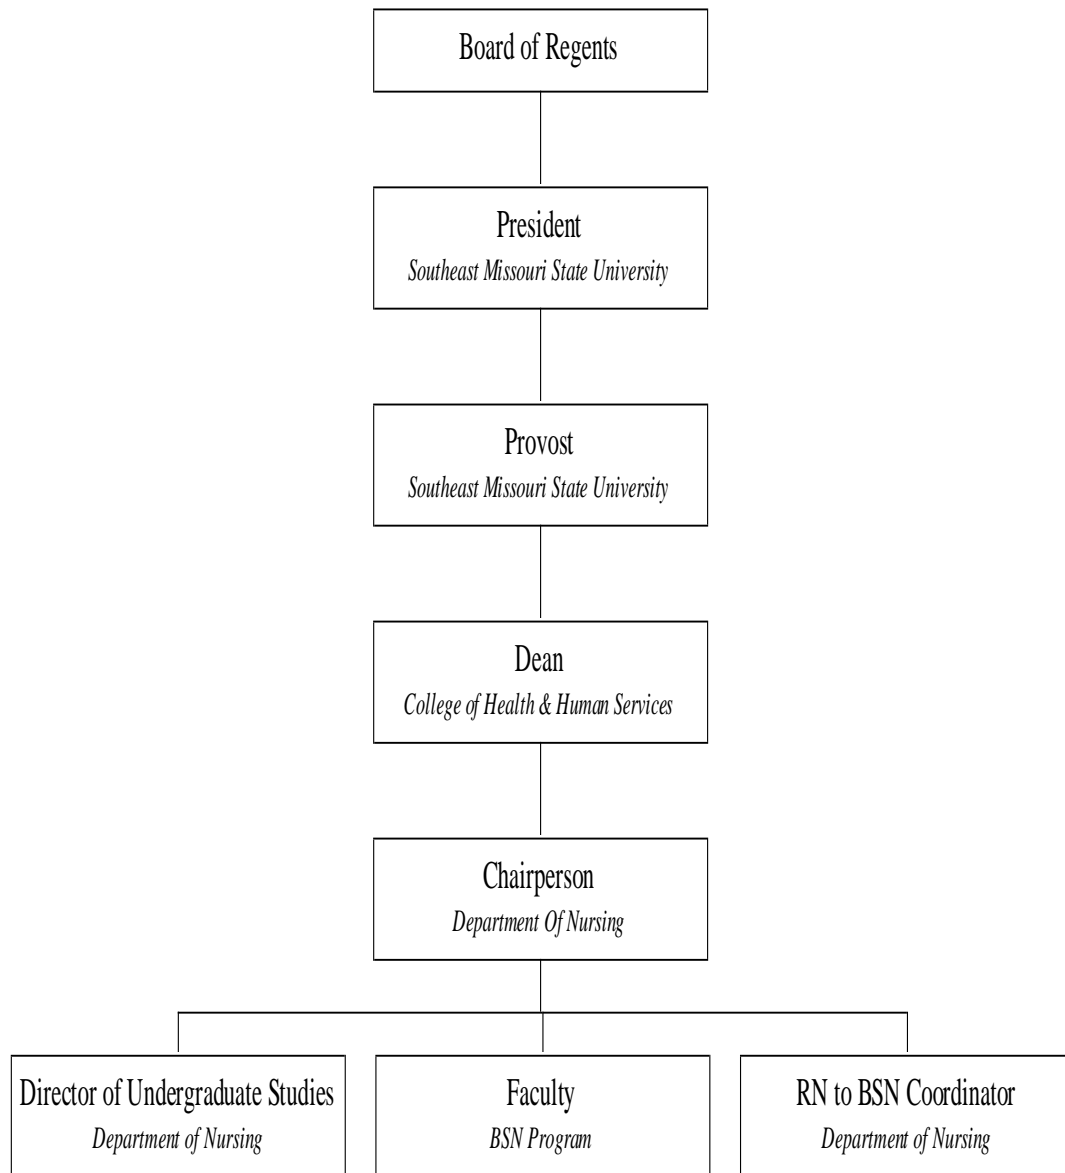 Board of Regents
President
Southeast Missouri State University
Provost
Southeast Missouri State University
Dean
College of Health & Human Services
Chairperson
Department Of Nursing
Director of Undergraduate Studies
Department of Nursing
Faculty
BSN Program
RN to BSN Coordinator
Department of Nursing